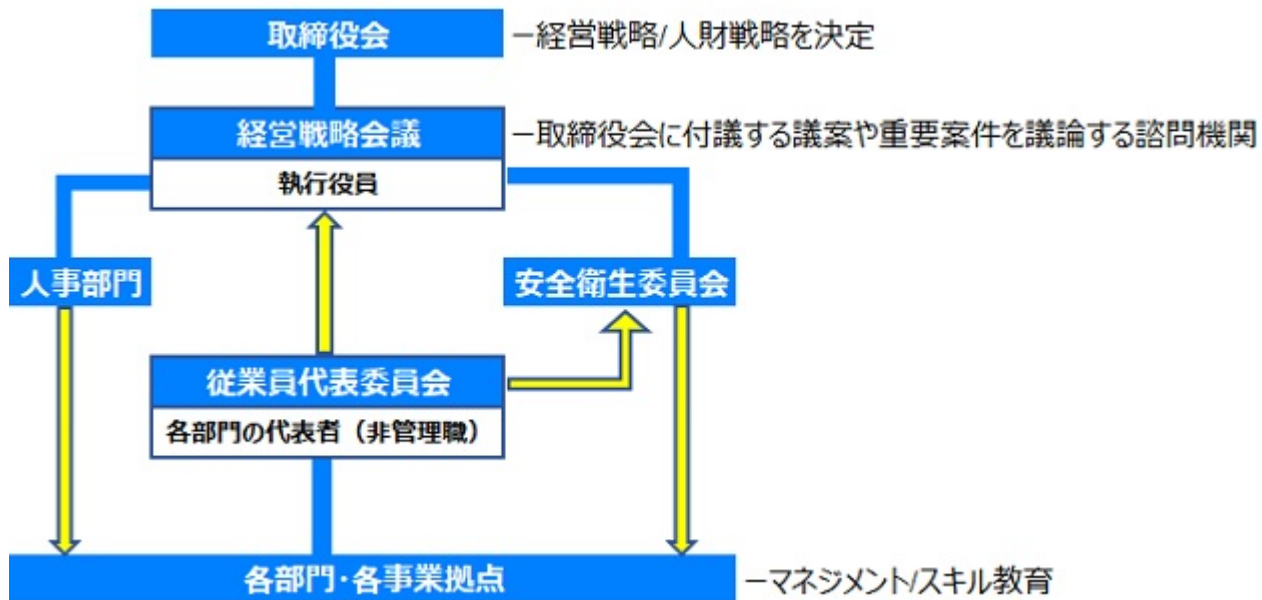 取締役会
－経営戦略/人財戦略を決定
経営戦略会議
－取締役会に付議する議案や重要案件を議論する諮問機関
執行役員
人事部門
安全衛生委員会
従業員代表委員会
各部門の代表者（非管理職）
各部門・各事業拠点
－マネジメント/スキル教育